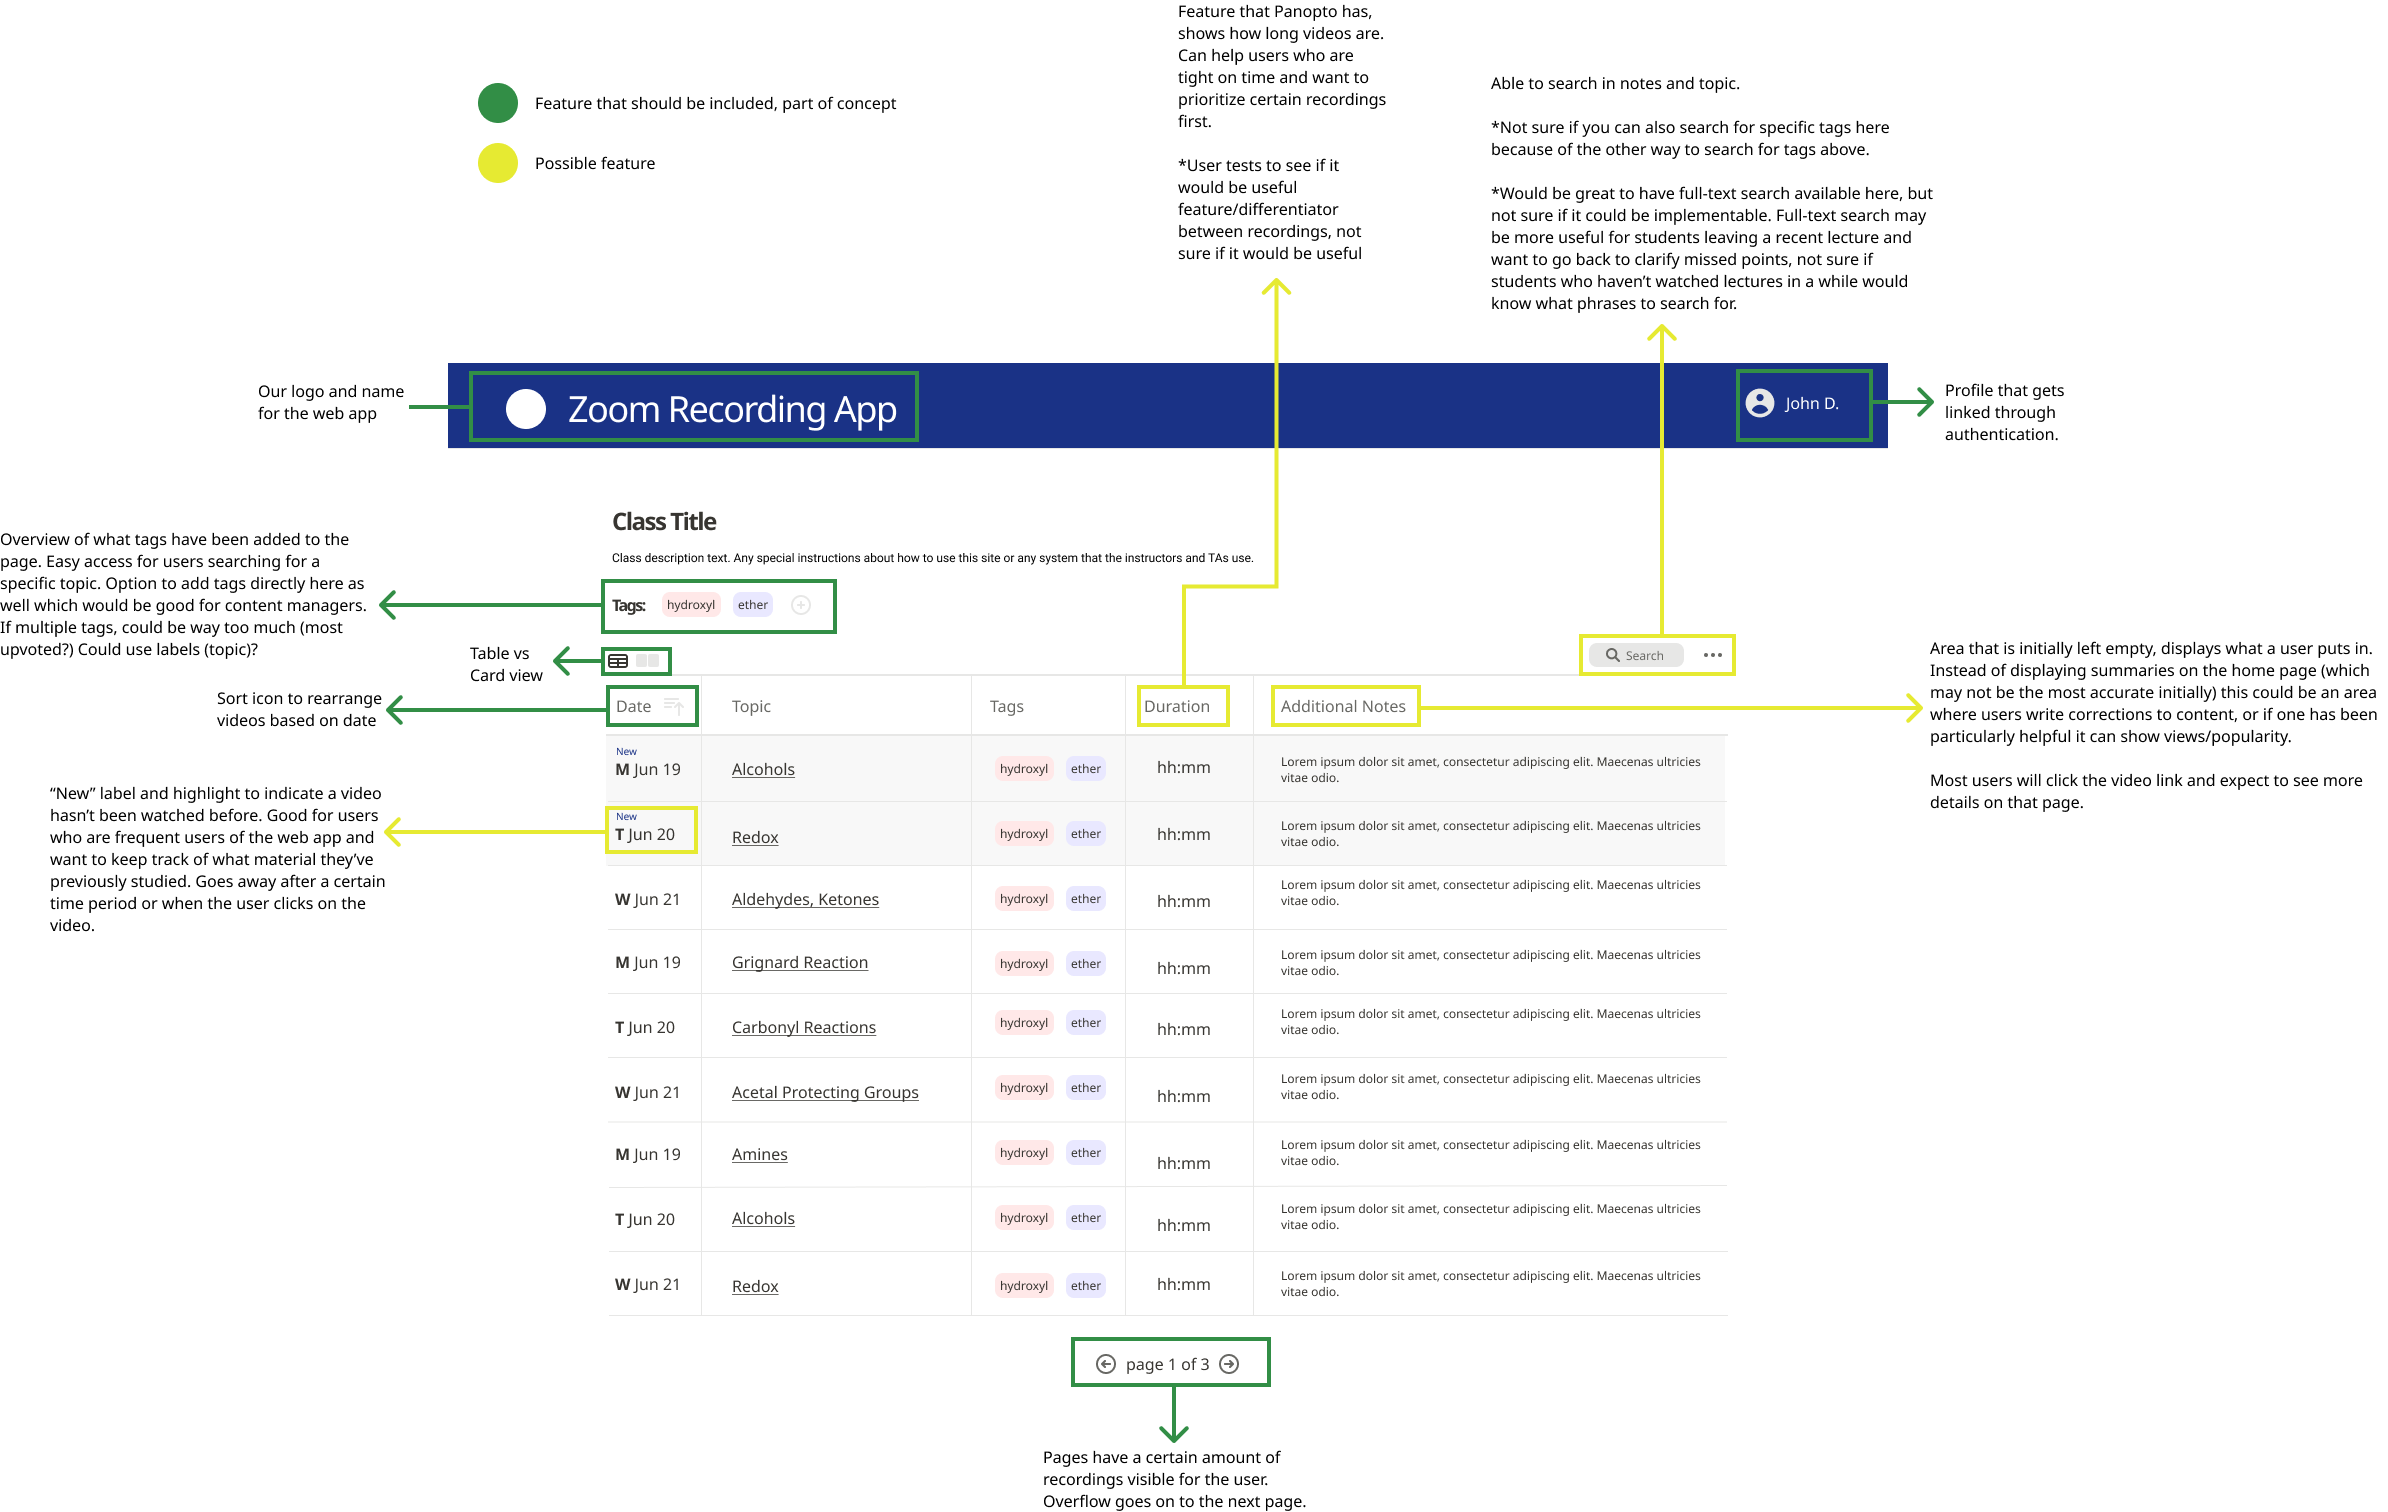 Feature that Panopto has,
shows how long videos are.
Can help users who are
tight on time and want to
prioritize certain recordings
first.
*User tests to see if it
would be useful
feature/differentiator
between recordings, not
sure if it would be useful
Able to search in notes and topic.
*Not sure if you can also search for specific tags here
because of the other way to search for tags above.
*Would be great to have full-text search available here, but
not sure if it could be implementable. Full-text search may
be more useful for students leaving a recent lecture and
want to go back to clarify missed points, not sure if
students who haven’t watched lectures in a while would
know what phrases to search for.
Feature that should be included, part of concept
Possible feature
Our logo and name
for the web app
Zoom Recording App
John D.
Profile that gets
linked through
authentication.
Class Title
Class description text. Any special instructions about how to use this site or any system that the instructors and TAs use.
Overview of what tags have been added to the
page. Easy access for users searching for a
specific topic. Option to add tags directly here as
well which would be good for content managers.
If multiple tags, could be way too much (most
upvoted?) Could use labels (topic)?
Tags: hydroxyl ether
Table vs
Card view
Search
Sort icon to rearrange
videos based on date
Area that is initially left empty, displays what a user puts in.
Instead of displaying summaries on the home page (which
may not be the most accurate initially) this could be an area
where users write corrections to content, or if one has been
particularly helpful it can show views/popularity.
Most users will click the video link and expect to see more
details on that page.
Date Topic Tags Duration Additional Notes
“New” label and highlight to indicate a video
hasn’t been watched before. Good for users
who are frequent users of the web app and
want to keep track of what material they’ve
previously studied. Goes away after a certain
time period or when the user clicks on the
video.
New
M Jun 19 Alcohols hydroxyl ether hh:mm Lorem ipsum dolor sit amet, consectetur adipiscing elit. Maecenas ultricies
vitae odio.
New
T Jun 20 Redox hydroxyl ether hh:mm Lorem ipsum dolor sit amet, consectetur adipiscing elit. Maecenas ultricies
vitae odio.
W Jun 21 Aldehydes, Ketones hydroxyl ether hh:mm Lorem ipsum dolor sit amet, consectetur adipiscing elit. Maecenas ultricies
vitae odio.
M Jun 19 Grignard Reaction hydroxyl ether hh:mm Lorem ipsum dolor sit amet, consectetur adipiscing elit. Maecenas ultricies
vitae odio.
T Jun 20 Carbonyl Reactions hydroxyl ether hh:mm Lorem ipsum dolor sit amet, consectetur adipiscing elit. Maecenas ultricies
vitae odio.
W Jun 21 Acetal Protecting Groups hydroxyl ether hh:mm Lorem ipsum dolor sit amet, consectetur adipiscing elit. Maecenas ultricies
vitae odio.
M Jun 19 Amines hydroxyl ether hh:mm Lorem ipsum dolor sit amet, consectetur adipiscing elit. Maecenas ultricies
vitae odio.
T Jun 20 Alcohols hydroxyl ether hh:mm Lorem ipsum dolor sit amet, consectetur adipiscing elit. Maecenas ultricies
vitae odio.
W Jun 21 Redox hydroxyl ether hh:mm Lorem ipsum dolor sit amet, consectetur adipiscing elit. Maecenas ultricies
vitae odio.
page 1 of 3
Pages have a certain amount of
recordings visible for the user.
Overflow goes on to the next page.